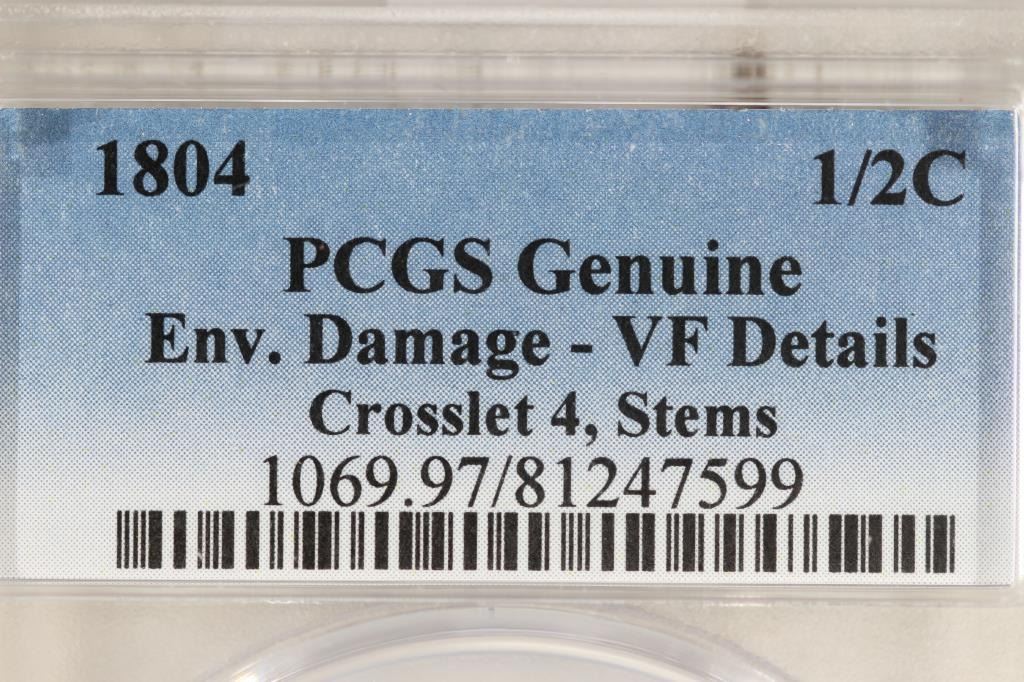 1804 1/2C
PCGS Genuine
Env. Damage - VF Details
Crosslet 4, Stems
1069.97/81247599